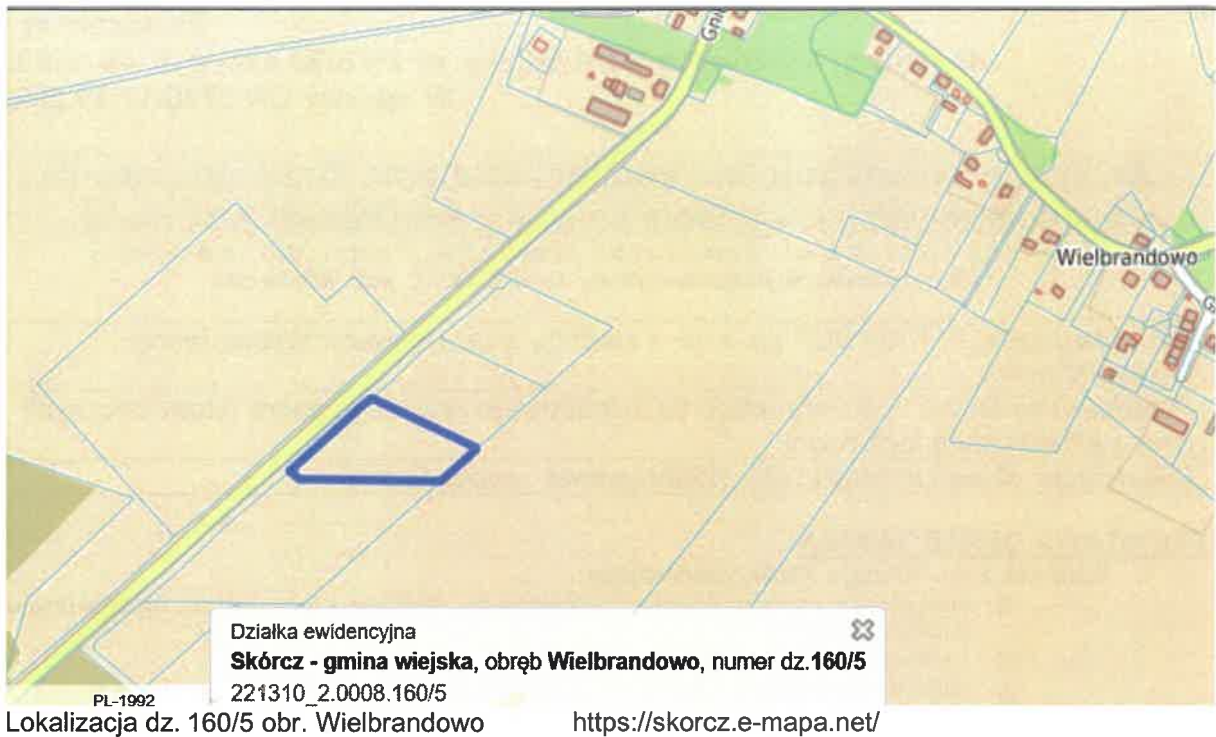 Gnie
Wielbrandowo
G
Działka ewidencyjna
Skórcz - gmina wiejska, obręb Wielbrandowo, numer dz.160/5
221310_2.0008.160/5
PL-1992
Lokalizacja dz. 160/5 obr. Wielbrandowo https://skorcz.e-mapa.net/